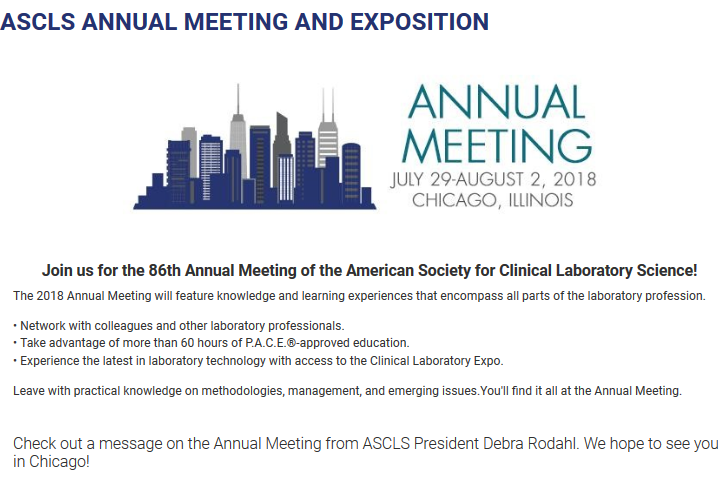 ASCLS ANNUAL MEETING AND EXPOSITION
ANNUAL
MEETING
JULY 29-AUGUST 2, 2018
CHICAGO, ILLINOIS
Join us for the 86th Annual Meeting of the American Society for Clinical Laboratory Science!
The 2018 Annual Meeting will feature knowledge and learning experiences that encompass all parts of the laboratory profession.
• Network with colleagues and other laboratory professionals.
• Take advantage of more than 60 hours of P.A.C.E.®-approved education.
• Experience the latest in laboratory technology with access to the Clinical Laboratory Expo.
Leave with practical knowledge on methodologies, management, and emerging issues.You'll find it all at the Annual Meeting.
Check out a message on the Annual Meeting from ASCLS President Debra Rodahl. We hope to see you
in Chicago!